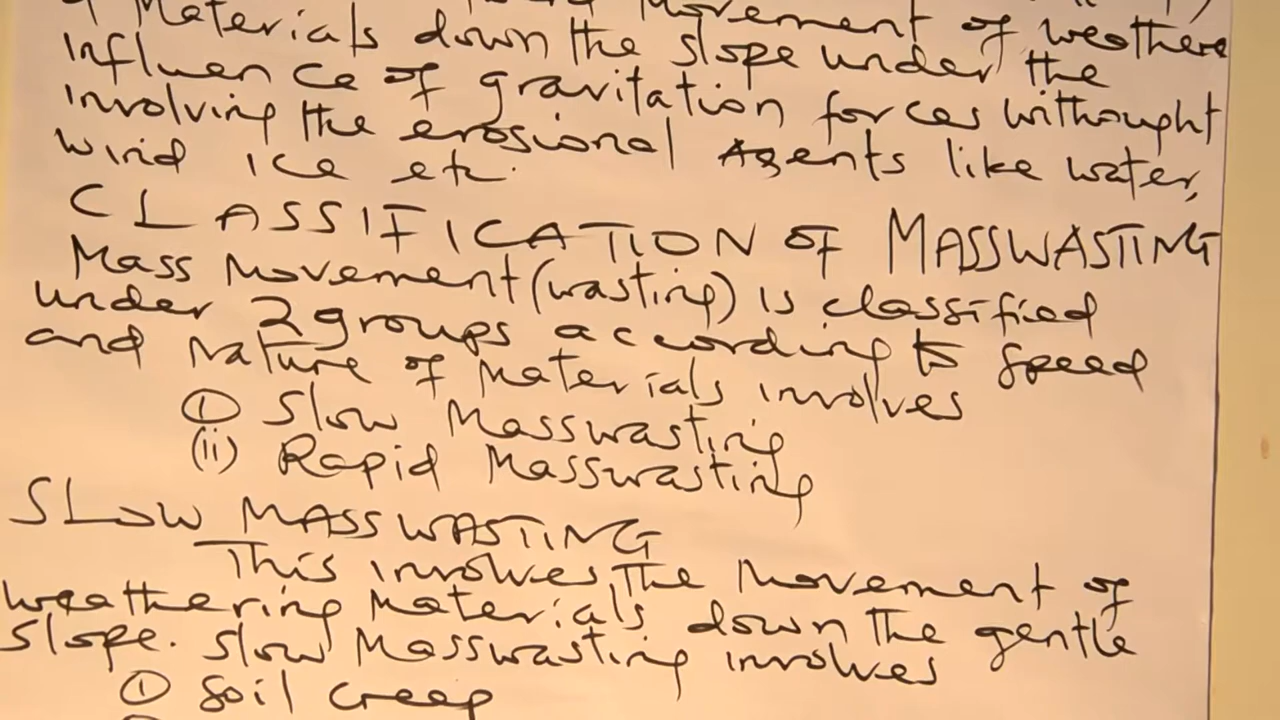 Materials down the slope under the
Movement of weathere
influence of gravitation forces withought
involving the erosional Agents like water,
wind ice etc.
CLASSIFICATION OF MASSWASTING
Mass Movement (wasting) is classified
under 2 groups according to speed
and Nature of Materials involves
(i) Slow Masswasting
(ii) Rapid Masswasting
SLOW MASSWASTING
This involves The Movement of
weathering Materials down The gentle
slope. Slow Masswasting involves
(i) Soil creep